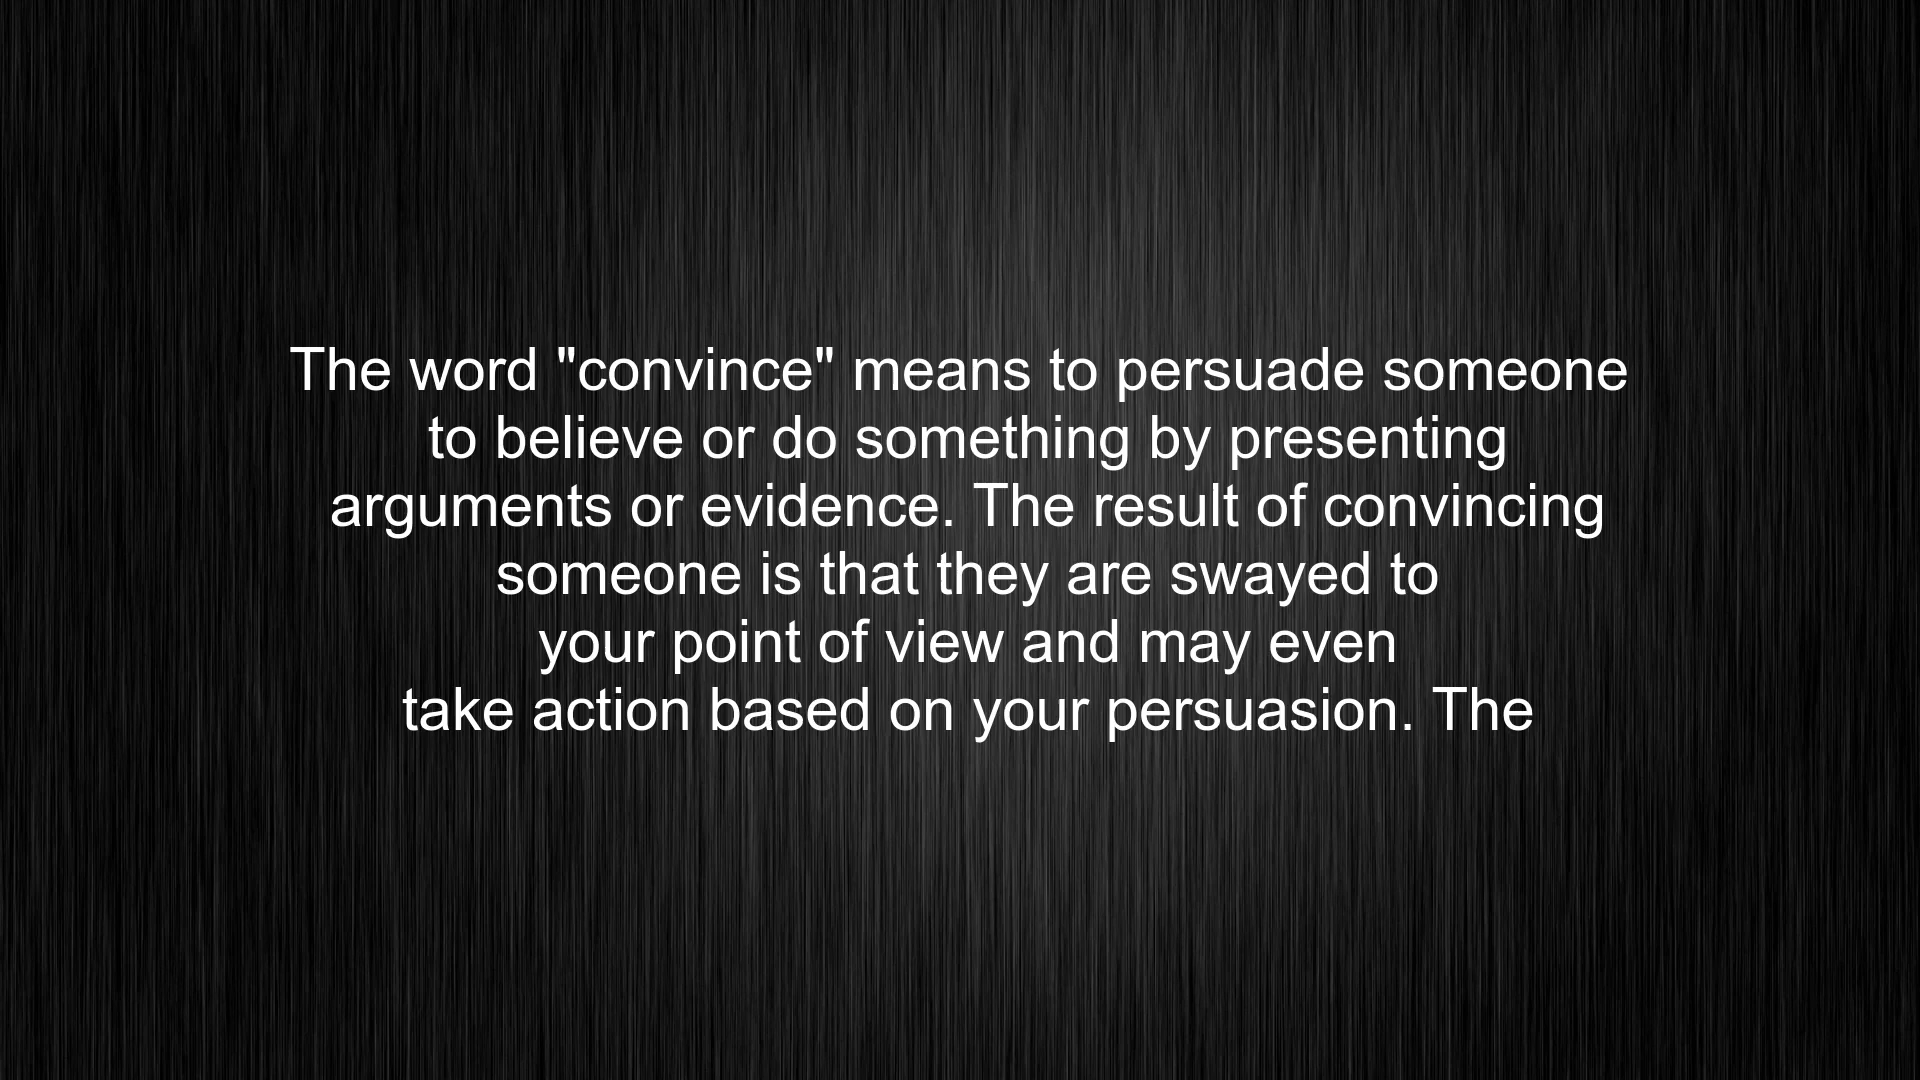 The word "convince" means to persuade someone
to believe or do something by presenting
arguments or evidence. The result of convincing
someone is that they are swayed to
your point of view and may even
take action based on your persuasion. The